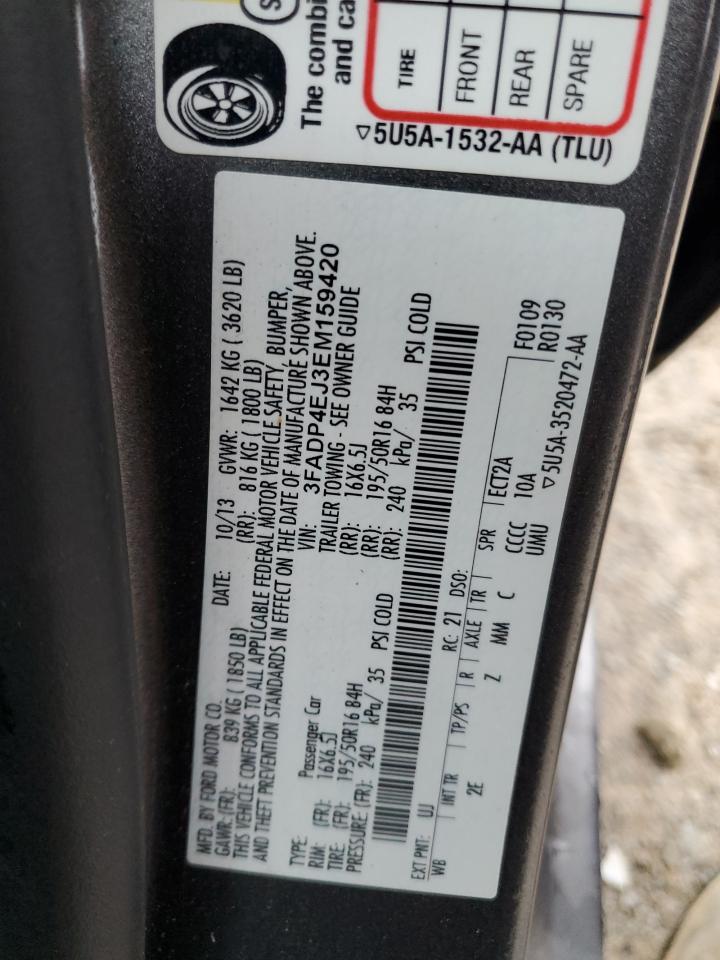 The combi
and ca
TIRE
FRONT
REAR
SPARE
▽5U5A-1532-AA (TLU)
MFD. BY FORD MOTOR CO.
DATE: 10/13 GVWR: 1642 KG ( 3620 LB)
GAWR: (FR): 839 KG ( 1850 LB) (RR): 816 KG ( 1800 LB)
THIS VEHICLE CONFORMS TO ALL APPLICABLE FEDERAL MOTOR VEHICLE SAFETY, BUMPER,
AND THEFT PREVENTION STANDARDS IN EFFECT ON THE DATE OF MANUFACTURE SHOWN ABOVE.
VIN: 3FADP4EJ3EM159420
TYPE: Passenger Car TRAILER TOWING - SEE OWNER GUIDE
RIM: (FR): 16X6.5J (RR): 16X6.5J
TIRE: (FR): 195/50R16 84H (RR): 195/50R16 84H
PRESSURE: (FR): 240 kPa/ 35 PSI COLD (RR): 240 kPa/ 35 PSI COLD
EXT PNT: UJ RC: 21 DSO: F0109
WB INT TR TP/PS R AXLE TR SPR ECT2A R0130
2E Z MM C CCCC 10A
UMU ▽5U5A-3520472-AA